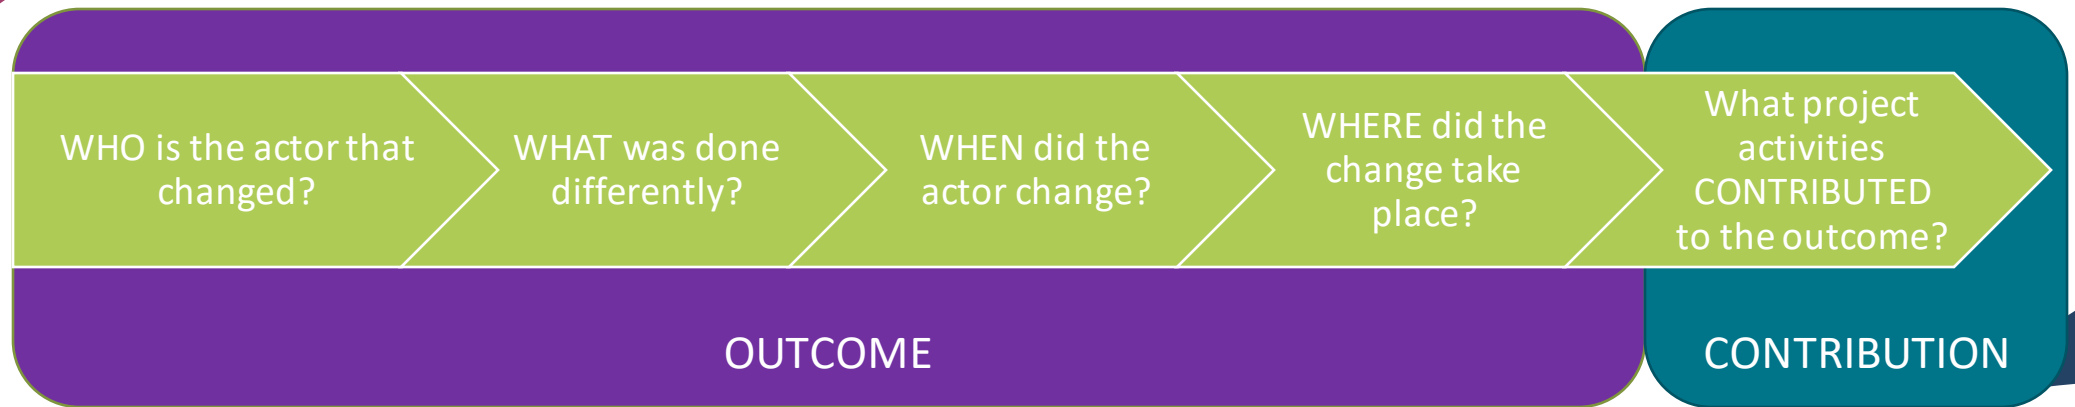 WHO is the actor that
changed?
WHAT was done
differently?
WHEN did the
actor change?
WHERE did the
change take
place?
What project
activities
CONTRIBUTED
to the outcome?
OUTCOME
CONTRIBUTION